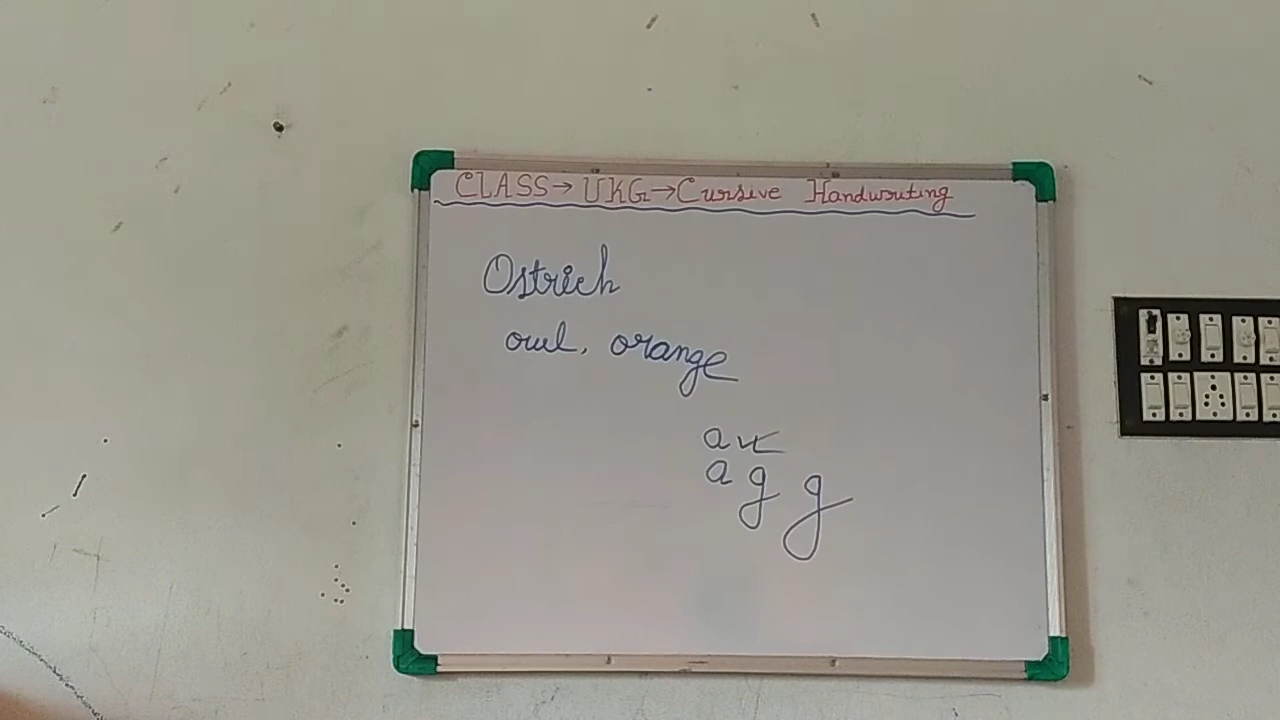 CLASS→ UKG→Cursive Handwriting
Ostrich
owl, orange
a
a g g